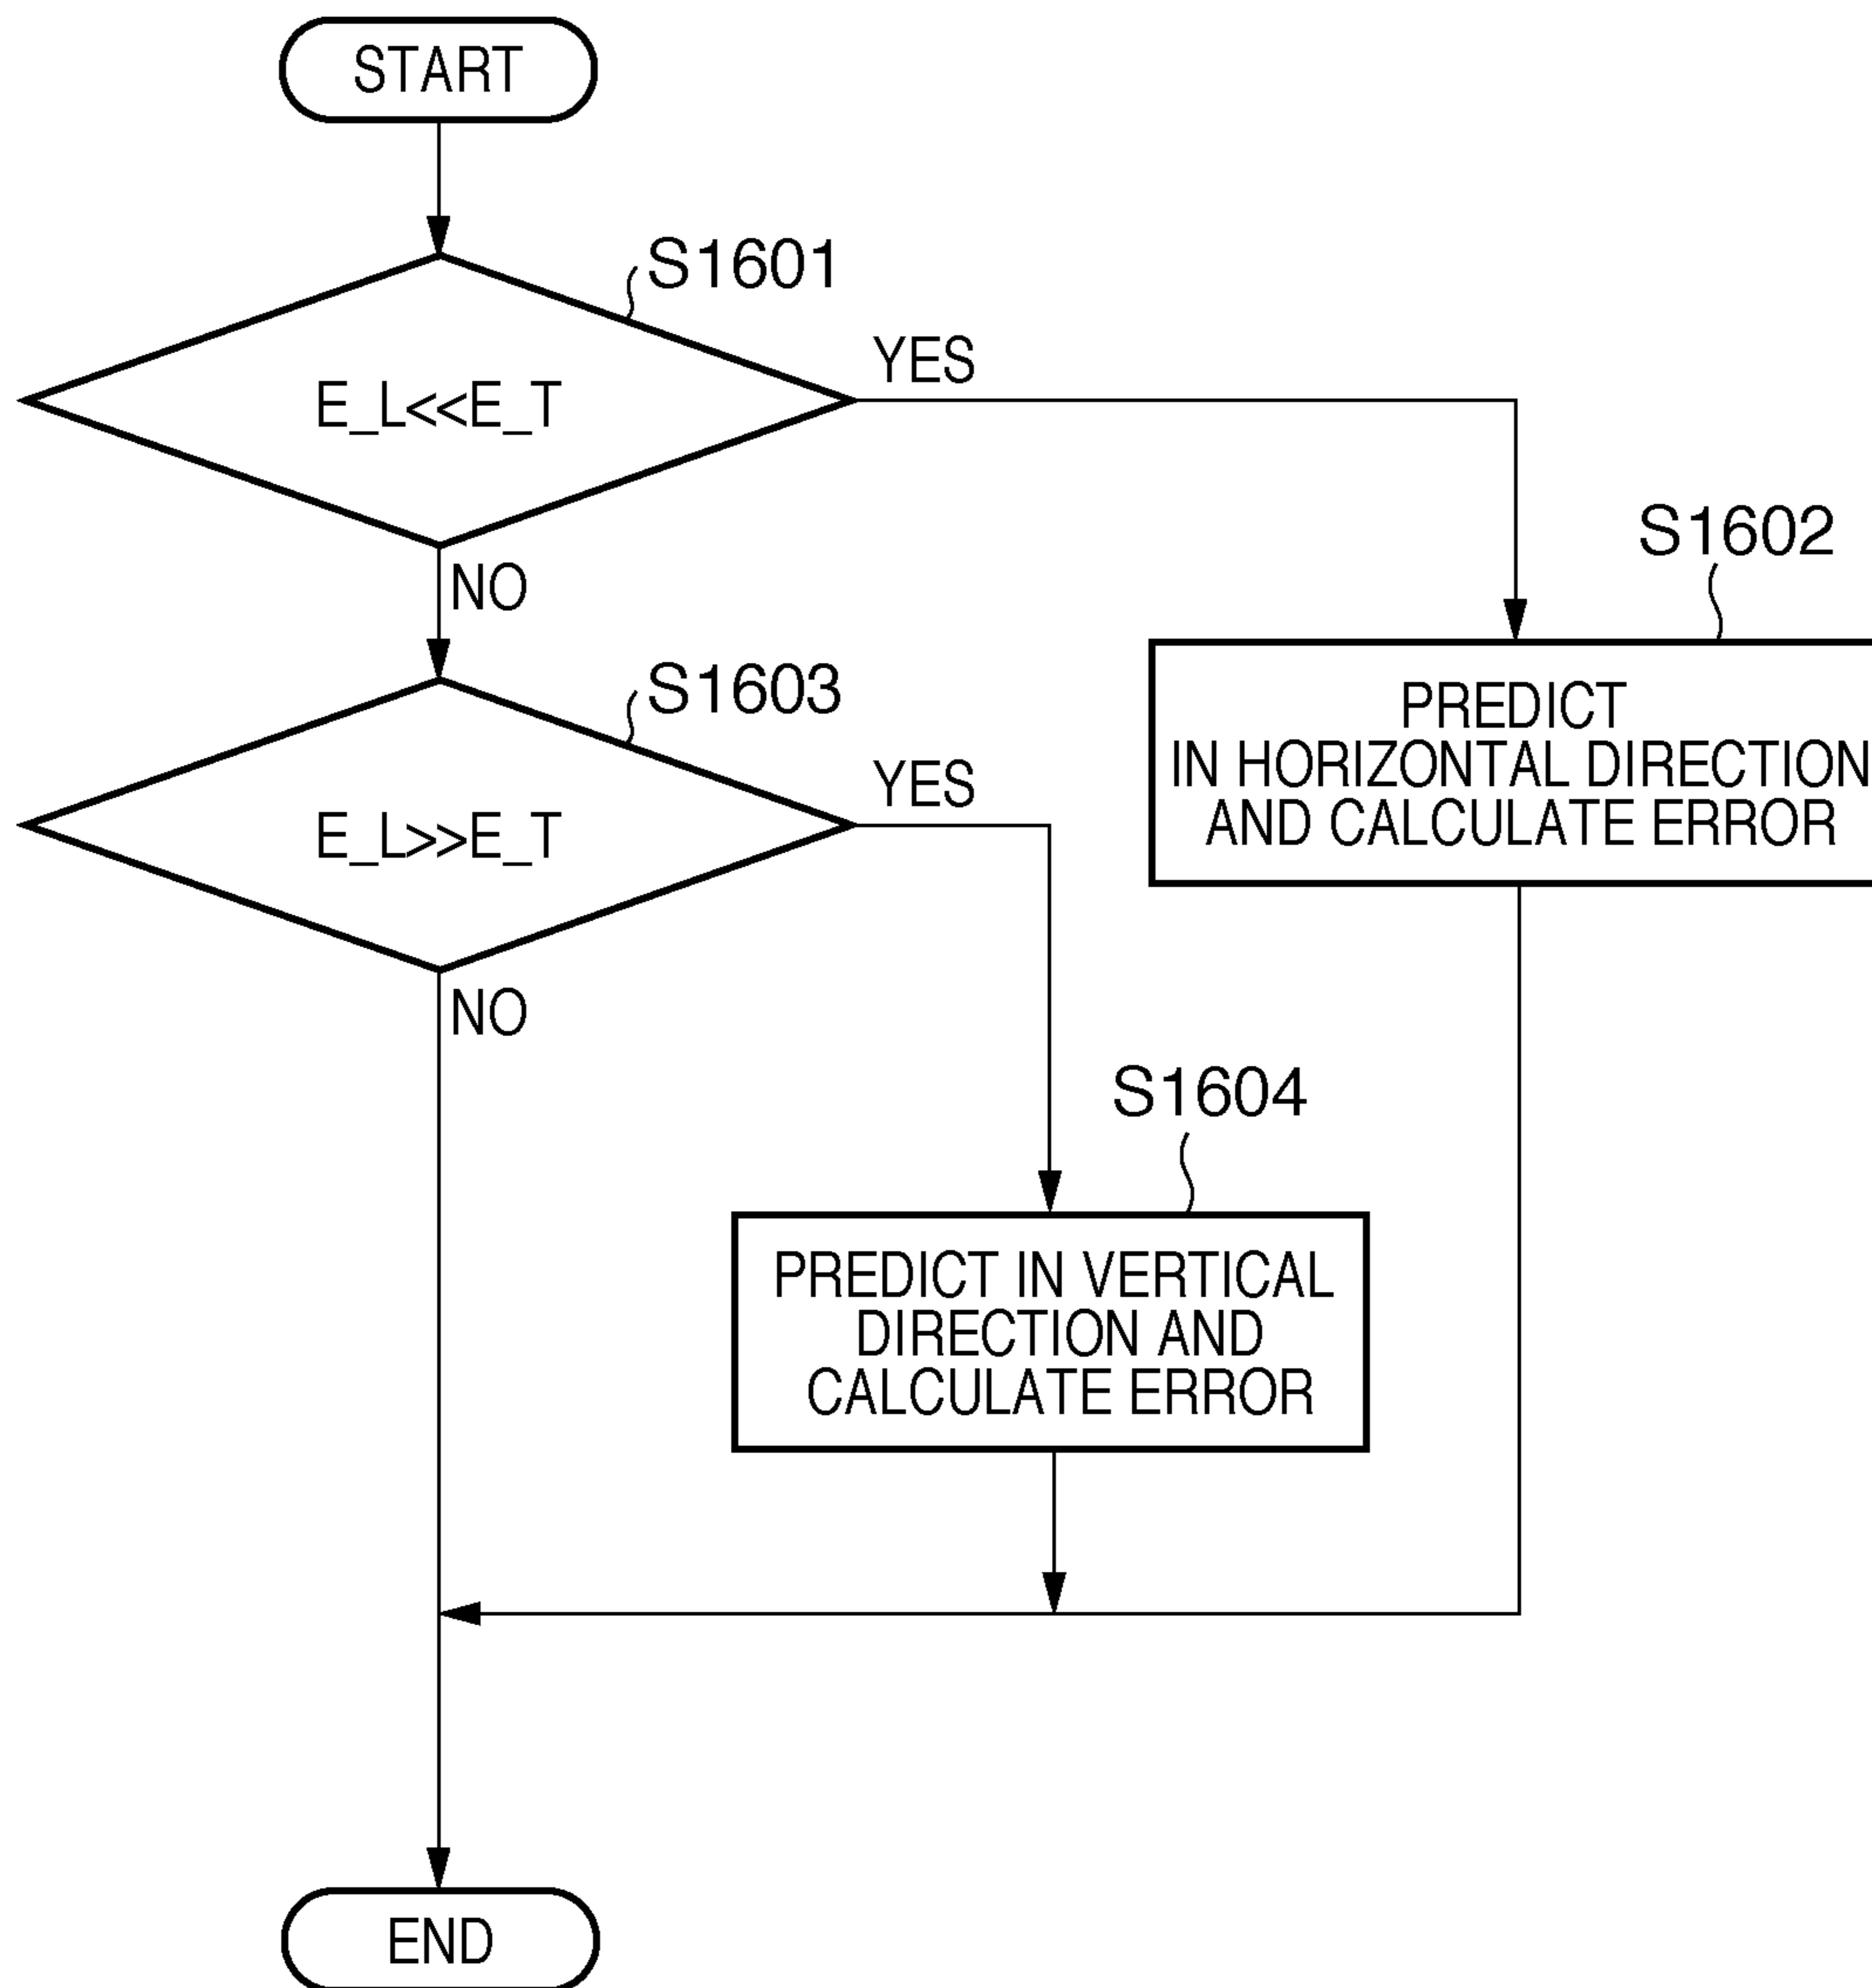 START
S1601
E_L<<E_T
YES
NO
S1602
PREDICT
IN HORIZONTAL DIRECTION
AND CALCULATE ERROR
S1603
E_L>>E_T
YES
NO
S1604
PREDICT IN VERTICAL
DIRECTION AND
CALCULATE ERROR
END